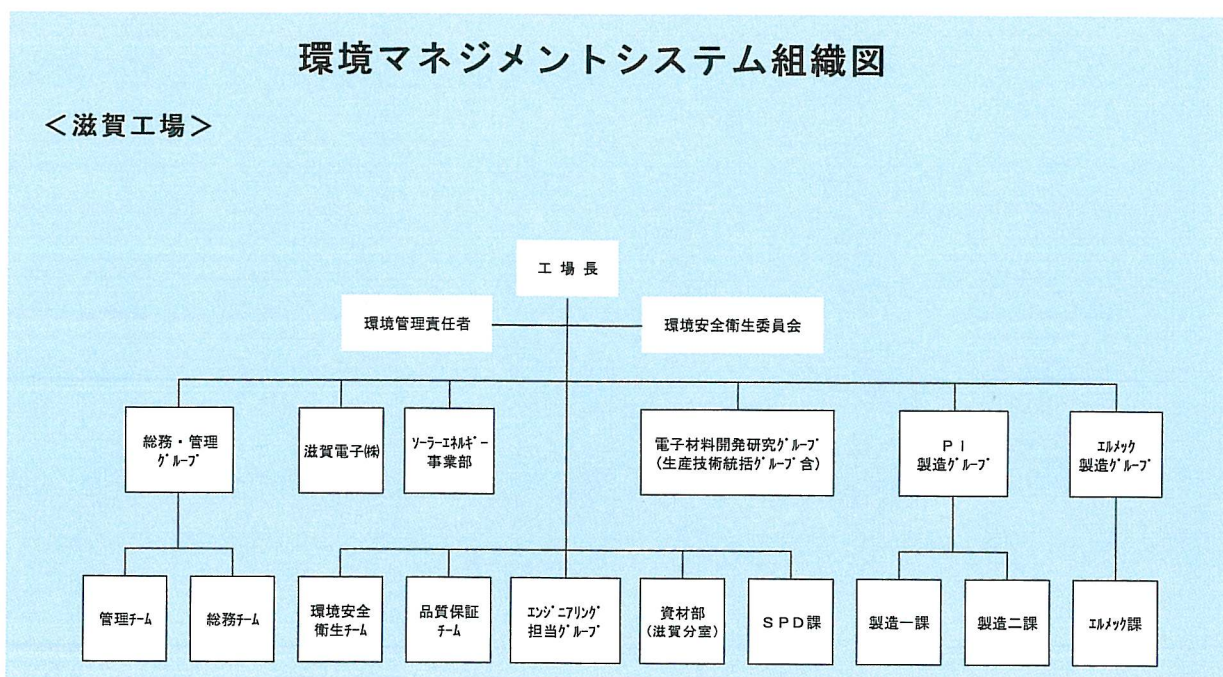 環境マネジメントシステム組織図
＜滋賀工場＞
工 場 長
環境管理責任者
環境安全衛生委員会
総務・管理
ｸﾞﾙｰﾌﾟ
滋賀電子㈱
ｿｰﾗｰｴﾈﾙｷﾞｰ
事業部
電子材料開発研究ｸﾞﾙｰﾌﾟ
(生産技術統括ｸﾞﾙｰﾌﾟ含)
ＰＩ
製造ｸﾞﾙｰﾌﾟ
ｴﾙﾒｯｸ
製造ｸﾞﾙｰﾌﾟ
管理ﾁｰﾑ
総務ﾁｰﾑ
環境安全
衛生ﾁｰﾑ
品質保証
ﾁｰﾑ
ｴﾝｼﾞﾆｱﾘﾝｸﾞ
担当ｸﾞﾙｰﾌﾟ
資材部
(滋賀分室)
ＳＰＤ課
製造一課
製造二課
ｴﾙﾒｯｸ課